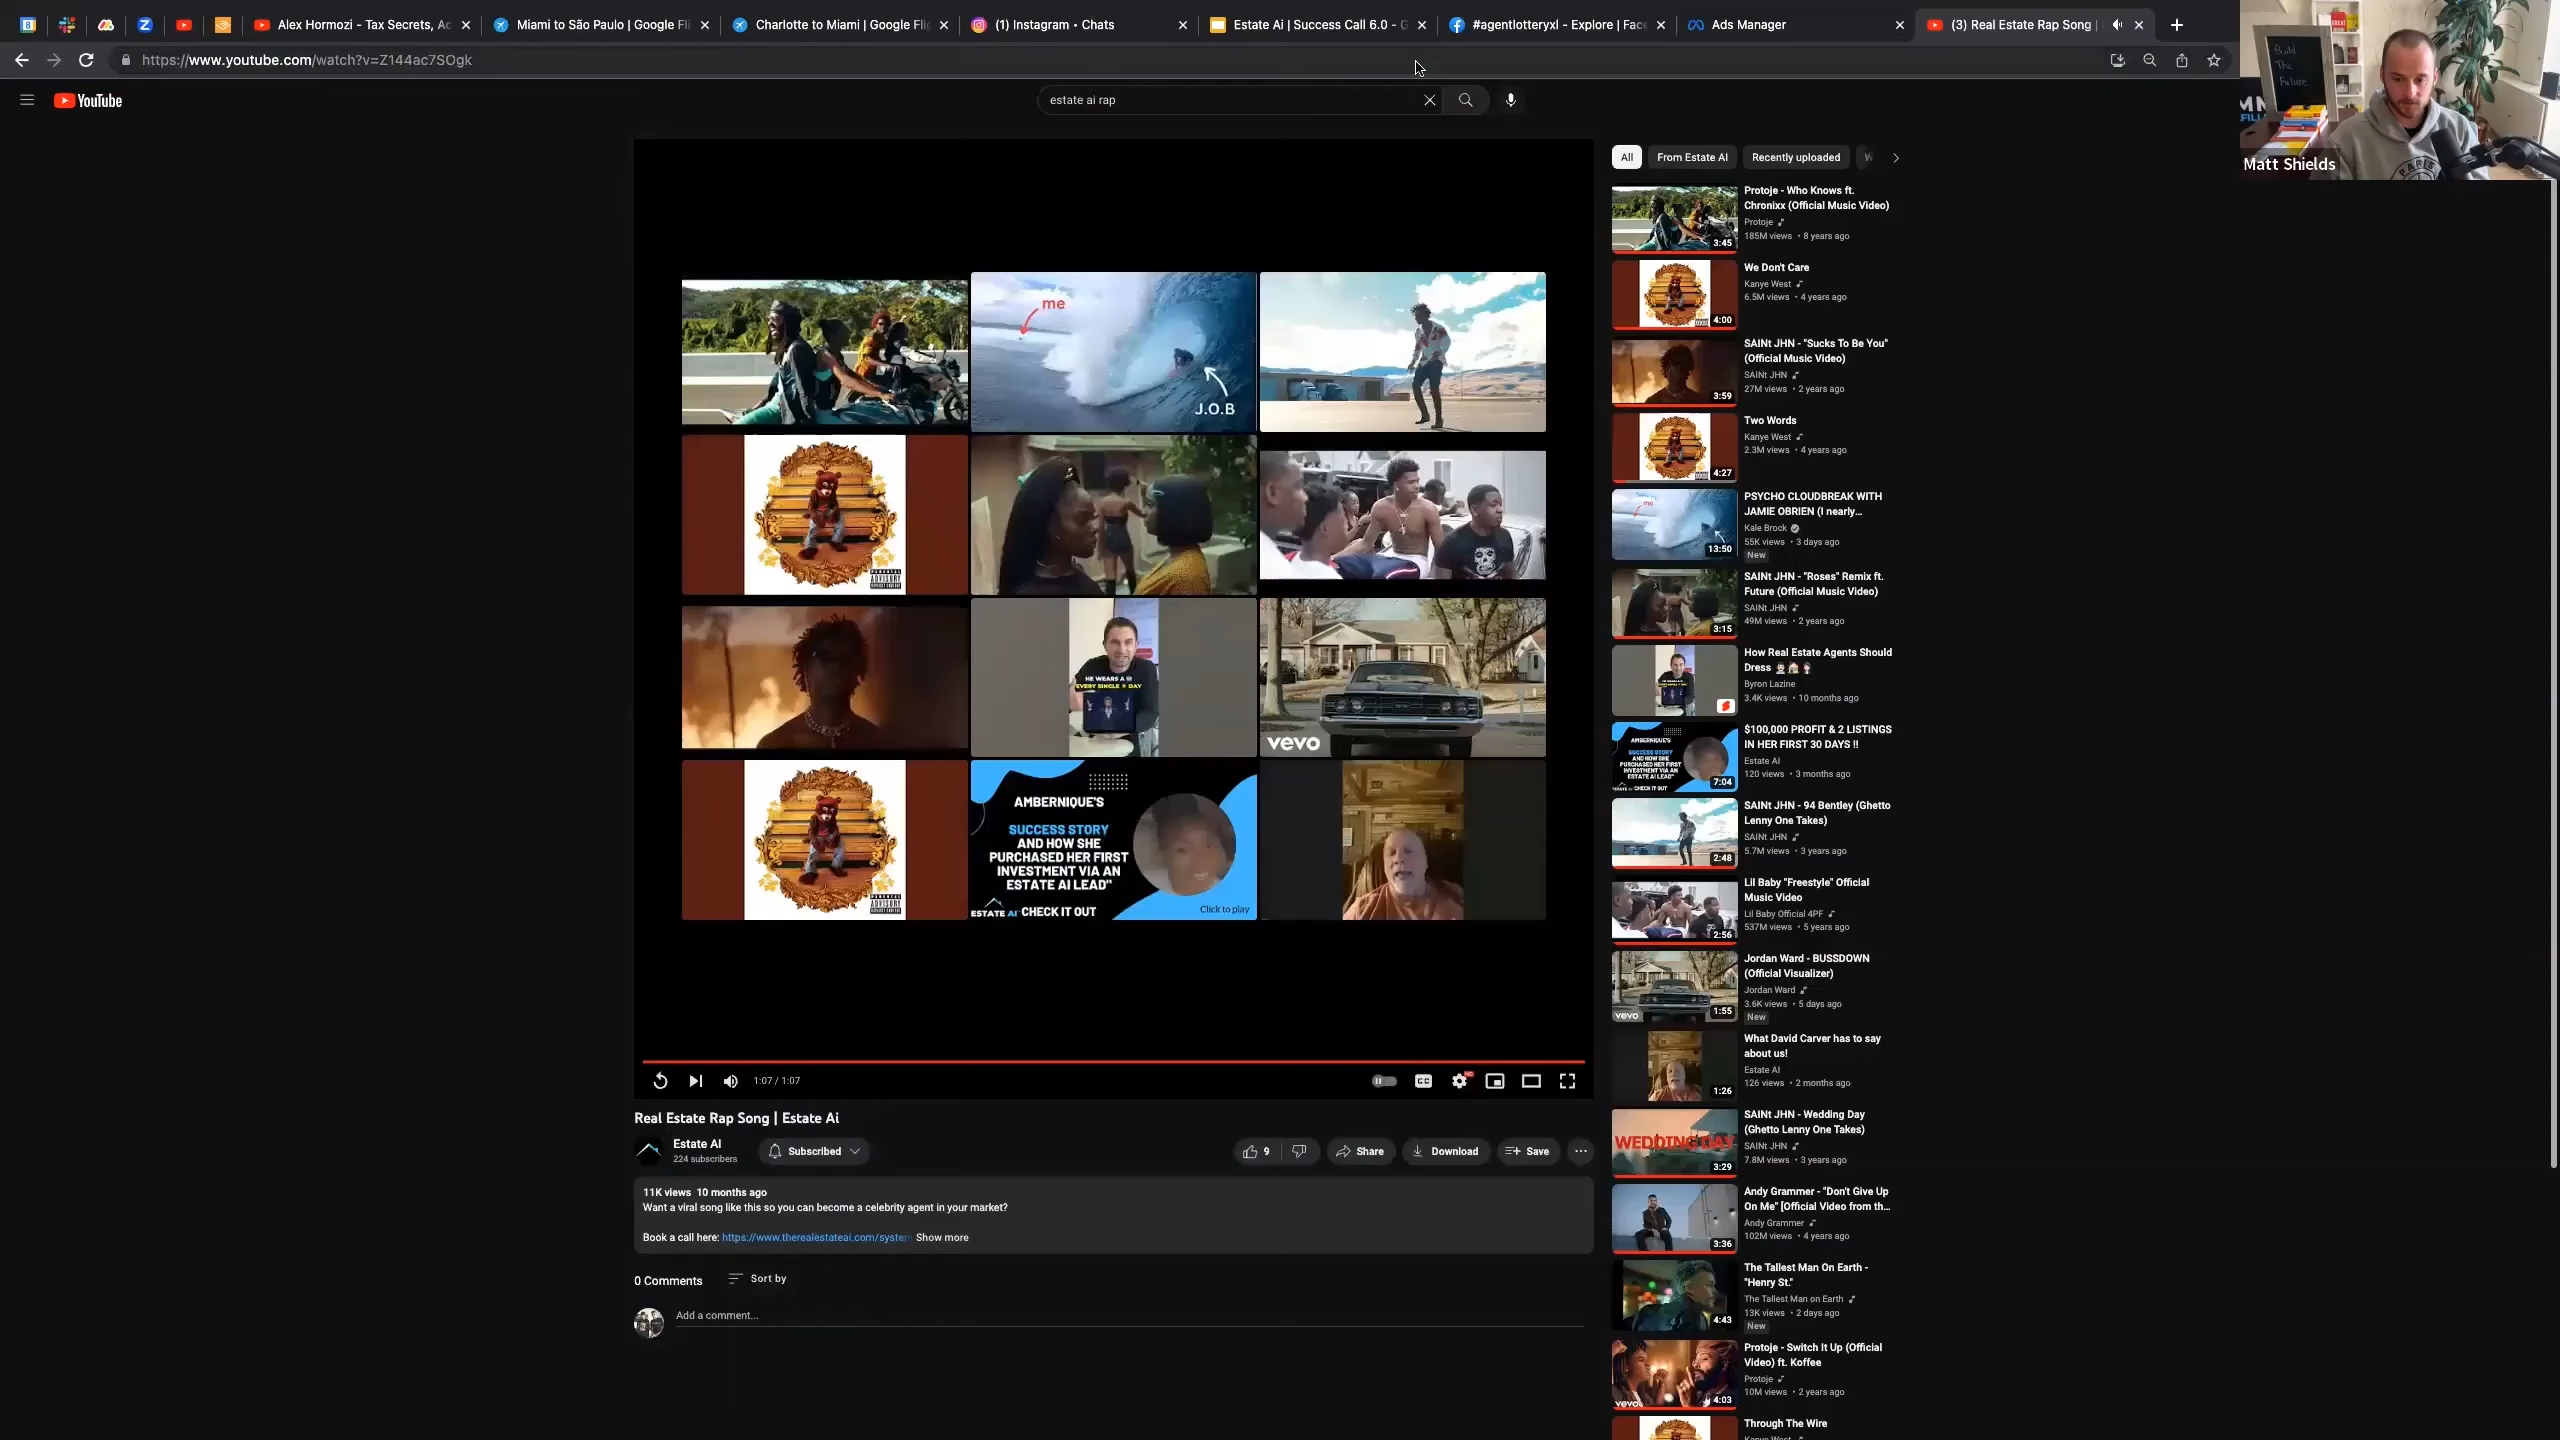 Alex Hormozi - Tax Secrets, Ac
Miami to São Paulo | Google Fli
Charlotte to Miami | Google Fli
(1) Instagram • Chats
Estate Ai | Success Call 6.0 - G
#agentlotteryxl - Explore | Face
Ads Manager
(3) Real Estate Rap Song |
https://www.youtube.com/watch?v=Z144ac7SOgk
Build
The
Future.
Matt Shields
YouTube
estate ai rap
me
J.O.B
HE WEARS A
EVERY SINGLE DAY
vevo
AMBERNIQUE'S
SUCCESS STORY
AND HOW SHE
PURCHASED HER FIRST
INVESTMENT VIA AN
ESTATE AI LEAD"
ESTATE AI CHECK IT OUT
Click to play
1:07 / 1:07
CC
Real Estate Rap Song | Estate Ai
Estate AI
224 subscribers
Subscribed
9
Share
Download
Save
11K views 10 months ago
Want a viral song like this so you can become a celebrity agent in your market?
Book a call here: https://www.therealestateai.com/system Show more
0 Comments
Sort by
Add a comment...
All
From Estate AI
Recently uploaded
Protoje - Who Knows ft.
Chronixx (Official Music Video)
Protoje
185M views • 8 years ago
3:45
We Don't Care
Kanye West
6.5M views • 4 years ago
4:00
SAINt JHN - "Sucks To Be You"
(Official Music Video)
SAINt JHN
27M views • 2 years ago
3:59
Two Words
Kanye West
2.3M views • 4 years ago
4:27
PSYCHO CLOUDBREAK WITH
JAMIE OBRIEN (I nearly...
Kale Brock
55K views • 3 days ago
New
13:50
SAINt JHN - "Roses" Remix ft.
Future (Official Music Video)
SAINt JHN
49M views • 2 years ago
3:15
How Real Estate Agents Should
Dress
Byron Lazine
3.4K views • 10 months ago
$100,000 PROFIT & 2 LISTINGS
IN HER FIRST 30 DAYS !!
Estate AI
120 views • 3 months ago
7:04
SAINt JHN - 94 Bentley (Ghetto
Lenny One Takes)
SAINt JHN
5.7M views • 3 years ago
2:48
Lil Baby "Freestyle" Official
Music Video
Lil Baby Official 4PF
537M views • 5 years ago
2:56
Jordan Ward - BUSSDOWN
(Official Visualizer)
Jordan Ward
3.6K views • 5 days ago
New
1:55
What David Carver has to say
about us!
Estate AI
126 views • 2 months ago
1:26
SAINt JHN - Wedding Day
(Ghetto Lenny One Takes)
SAINt JHN
7.8M views • 3 years ago
WEDDING DAY
3:29
Andy Grammer - "Don't Give Up
On Me" [Official Video from th...
Andy Grammer
102M views • 4 years ago
3:36
The Tallest Man On Earth -
"Henry St."
The Tallest Man on Earth
13K views • 2 days ago
New
4:43
Protoje - Switch It Up (Official
Video) ft. Koffee
Protoje
10M views • 2 years ago
4:03
Through The Wire